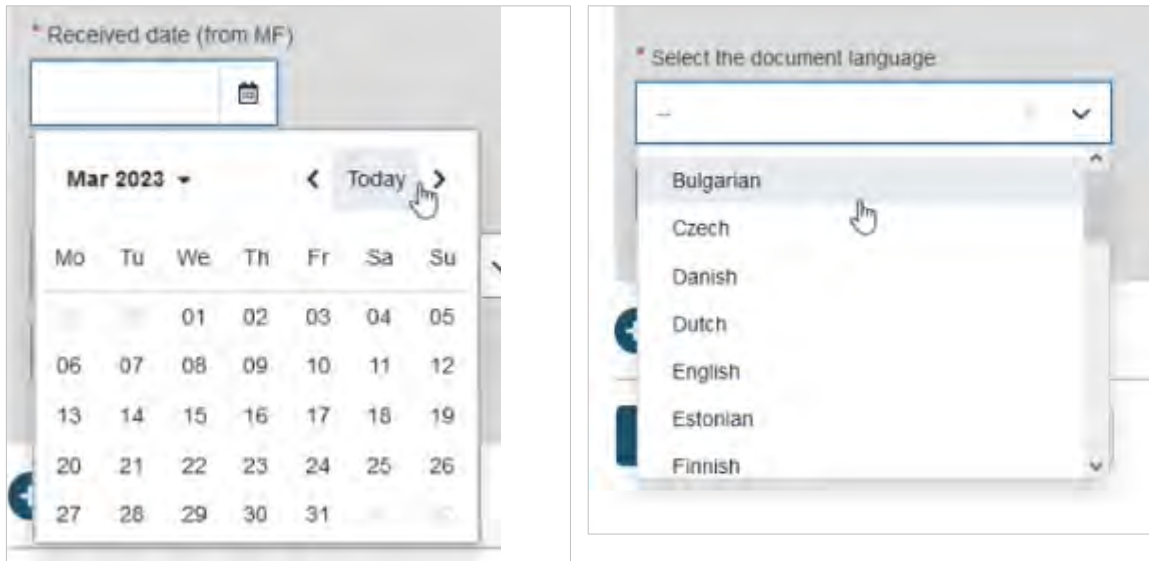 * Received date (from MF)
Mar 2023 Today
Mo Tu We Th Fr Sa Su
01 02 03 04 05
06 07 08 09 10 11 12
13 14 15 16 17 18 19
20 21 22 23 24 25 26
27 28 29 30 31
* Select the document language
--
Bulgarian
Czech
Danish
Dutch
English
Estonian
Finnish